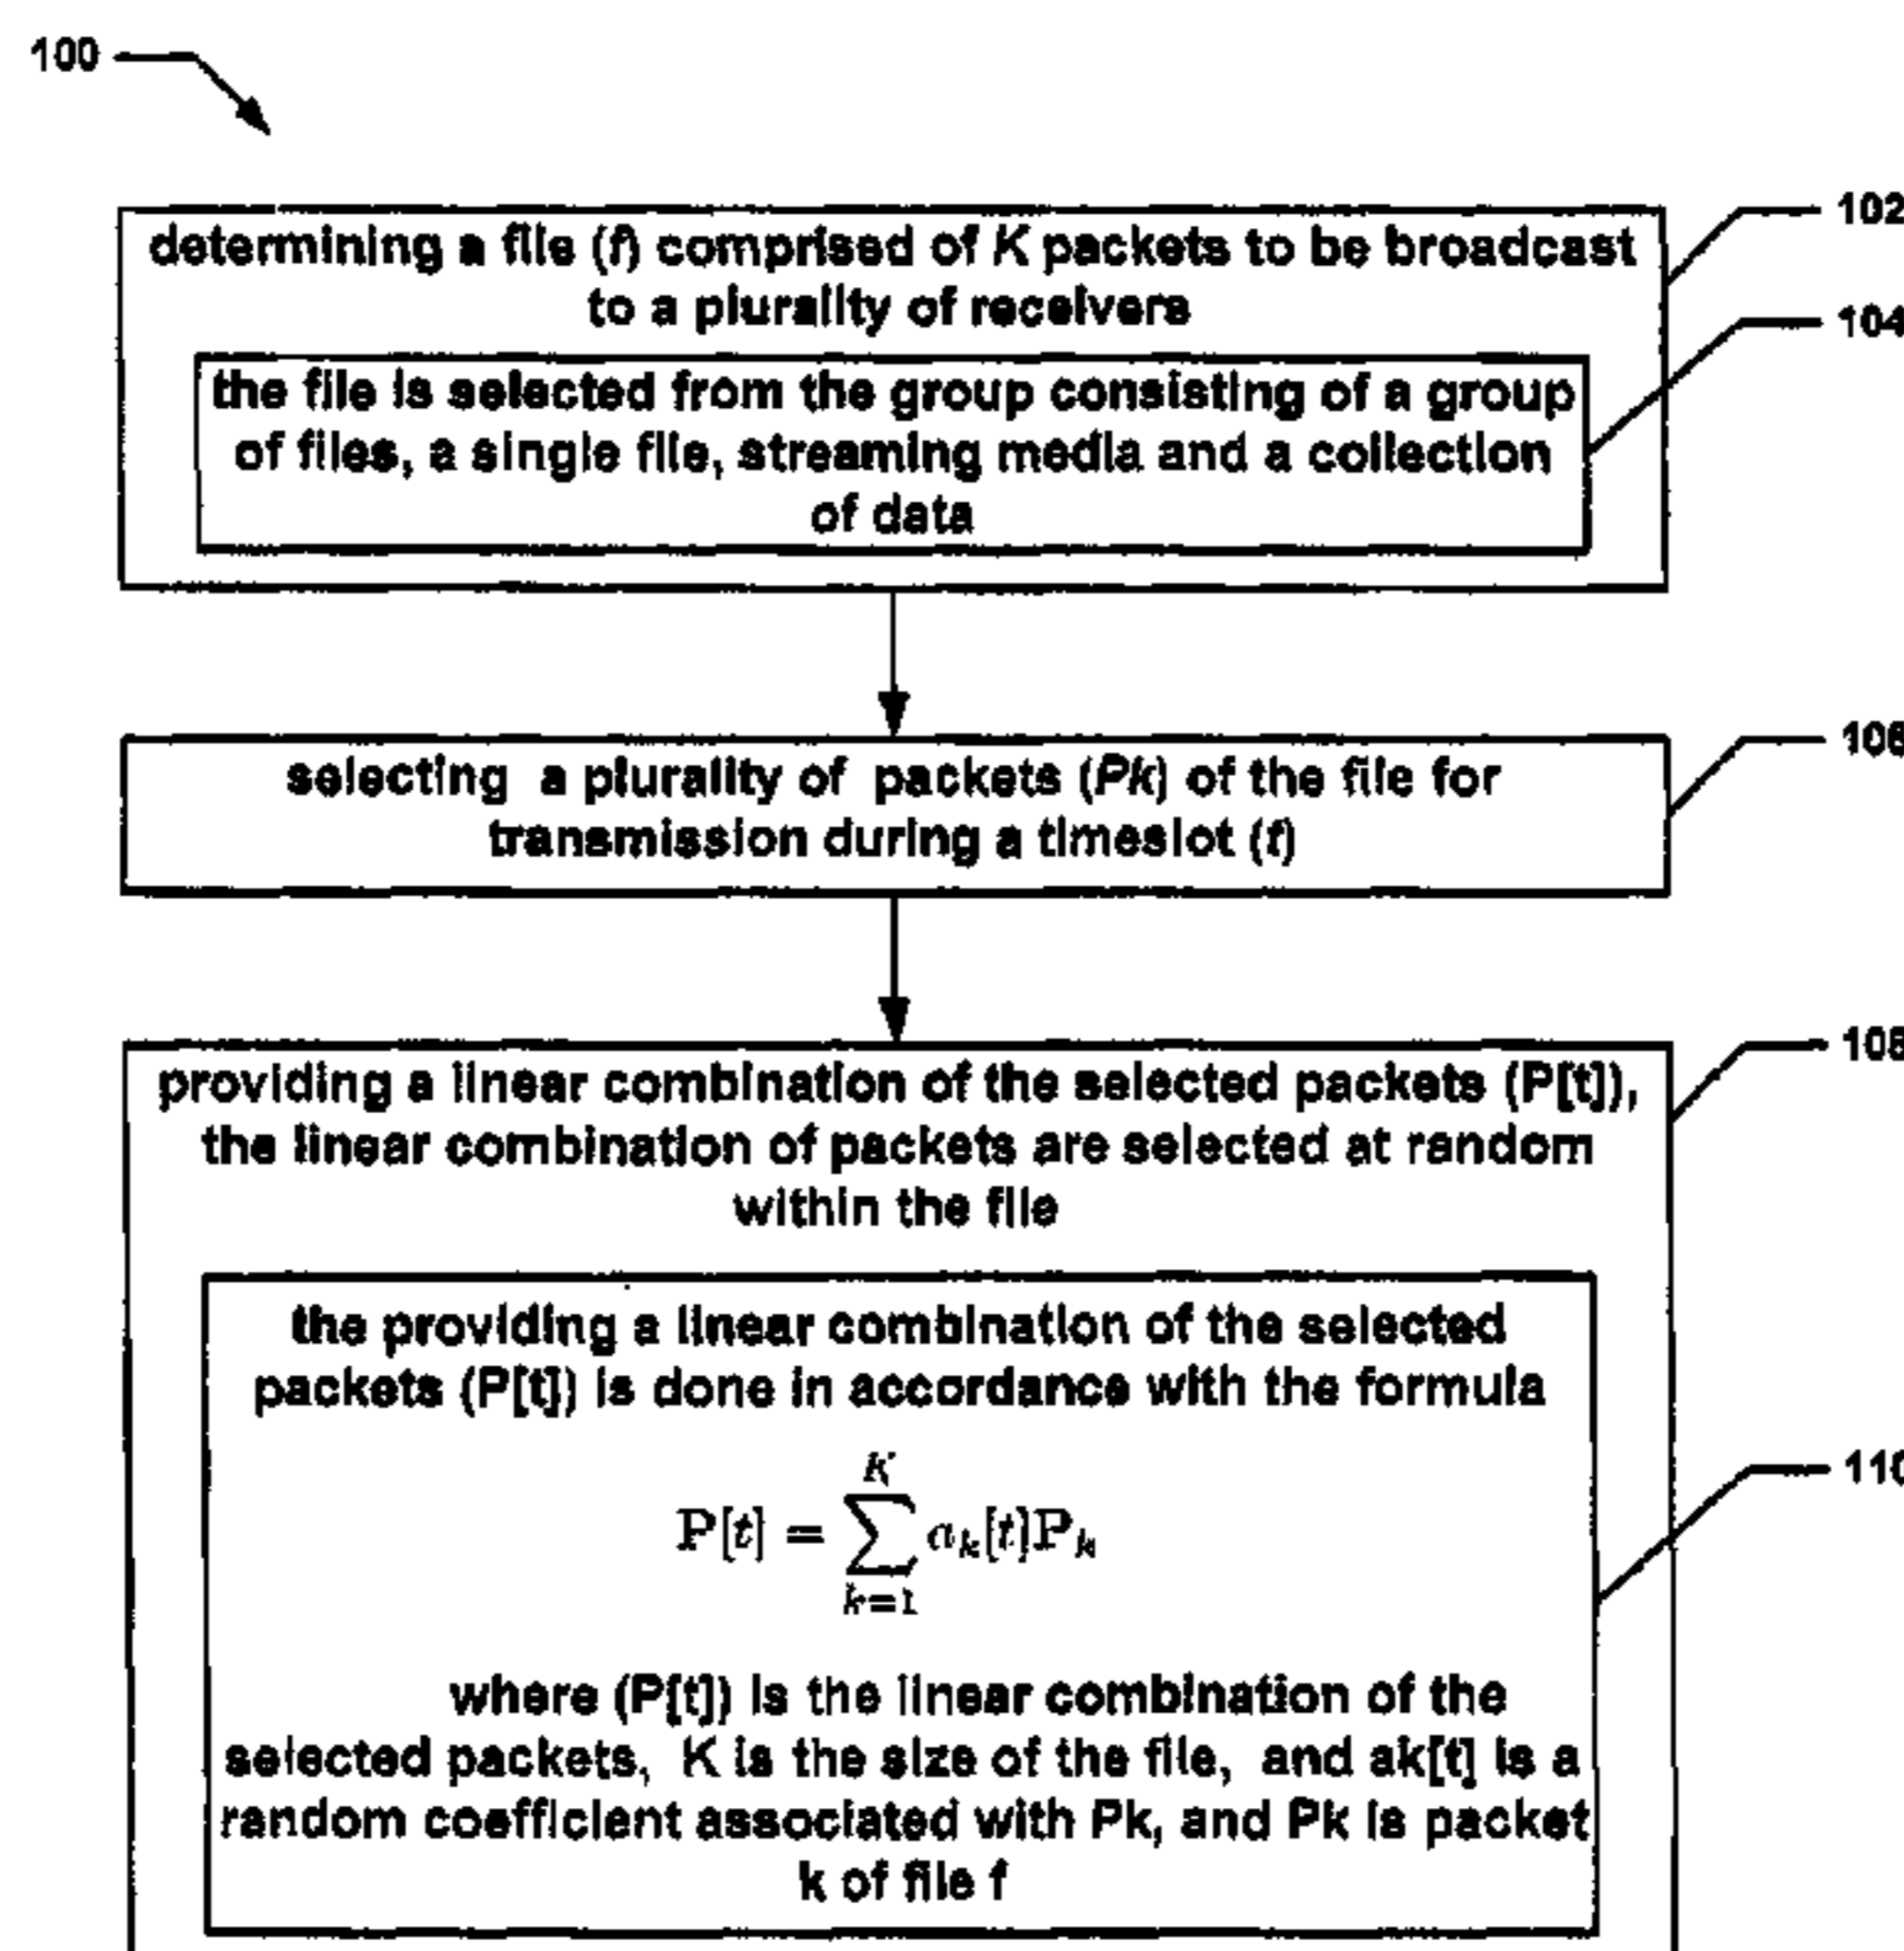 100
102
determining a file (f) comprised of K packets to be broadcast
to a plurality of receivers
104
the file is selected from the group consisting of a group
of files, a single file, streaming media and a collection
of data
106
selecting a plurality of packets (Pk) of the file for
transmission during a timeslot (t)
108
providing a linear combination of the selected packets (P[t]),
the linear combination of packets are selected at random
within the file
the providing a linear combination of the selected
packets (P[t]) is done in accordance with the formula
110
P[t] = ∑_{k=1}^{K} α_k[t]P_k
where (P[t]) is the linear combination of the
selected packets, K is the size of the file, and ak[t] is a
random coefficient associated with Pk, and Pk is packet
k of file f